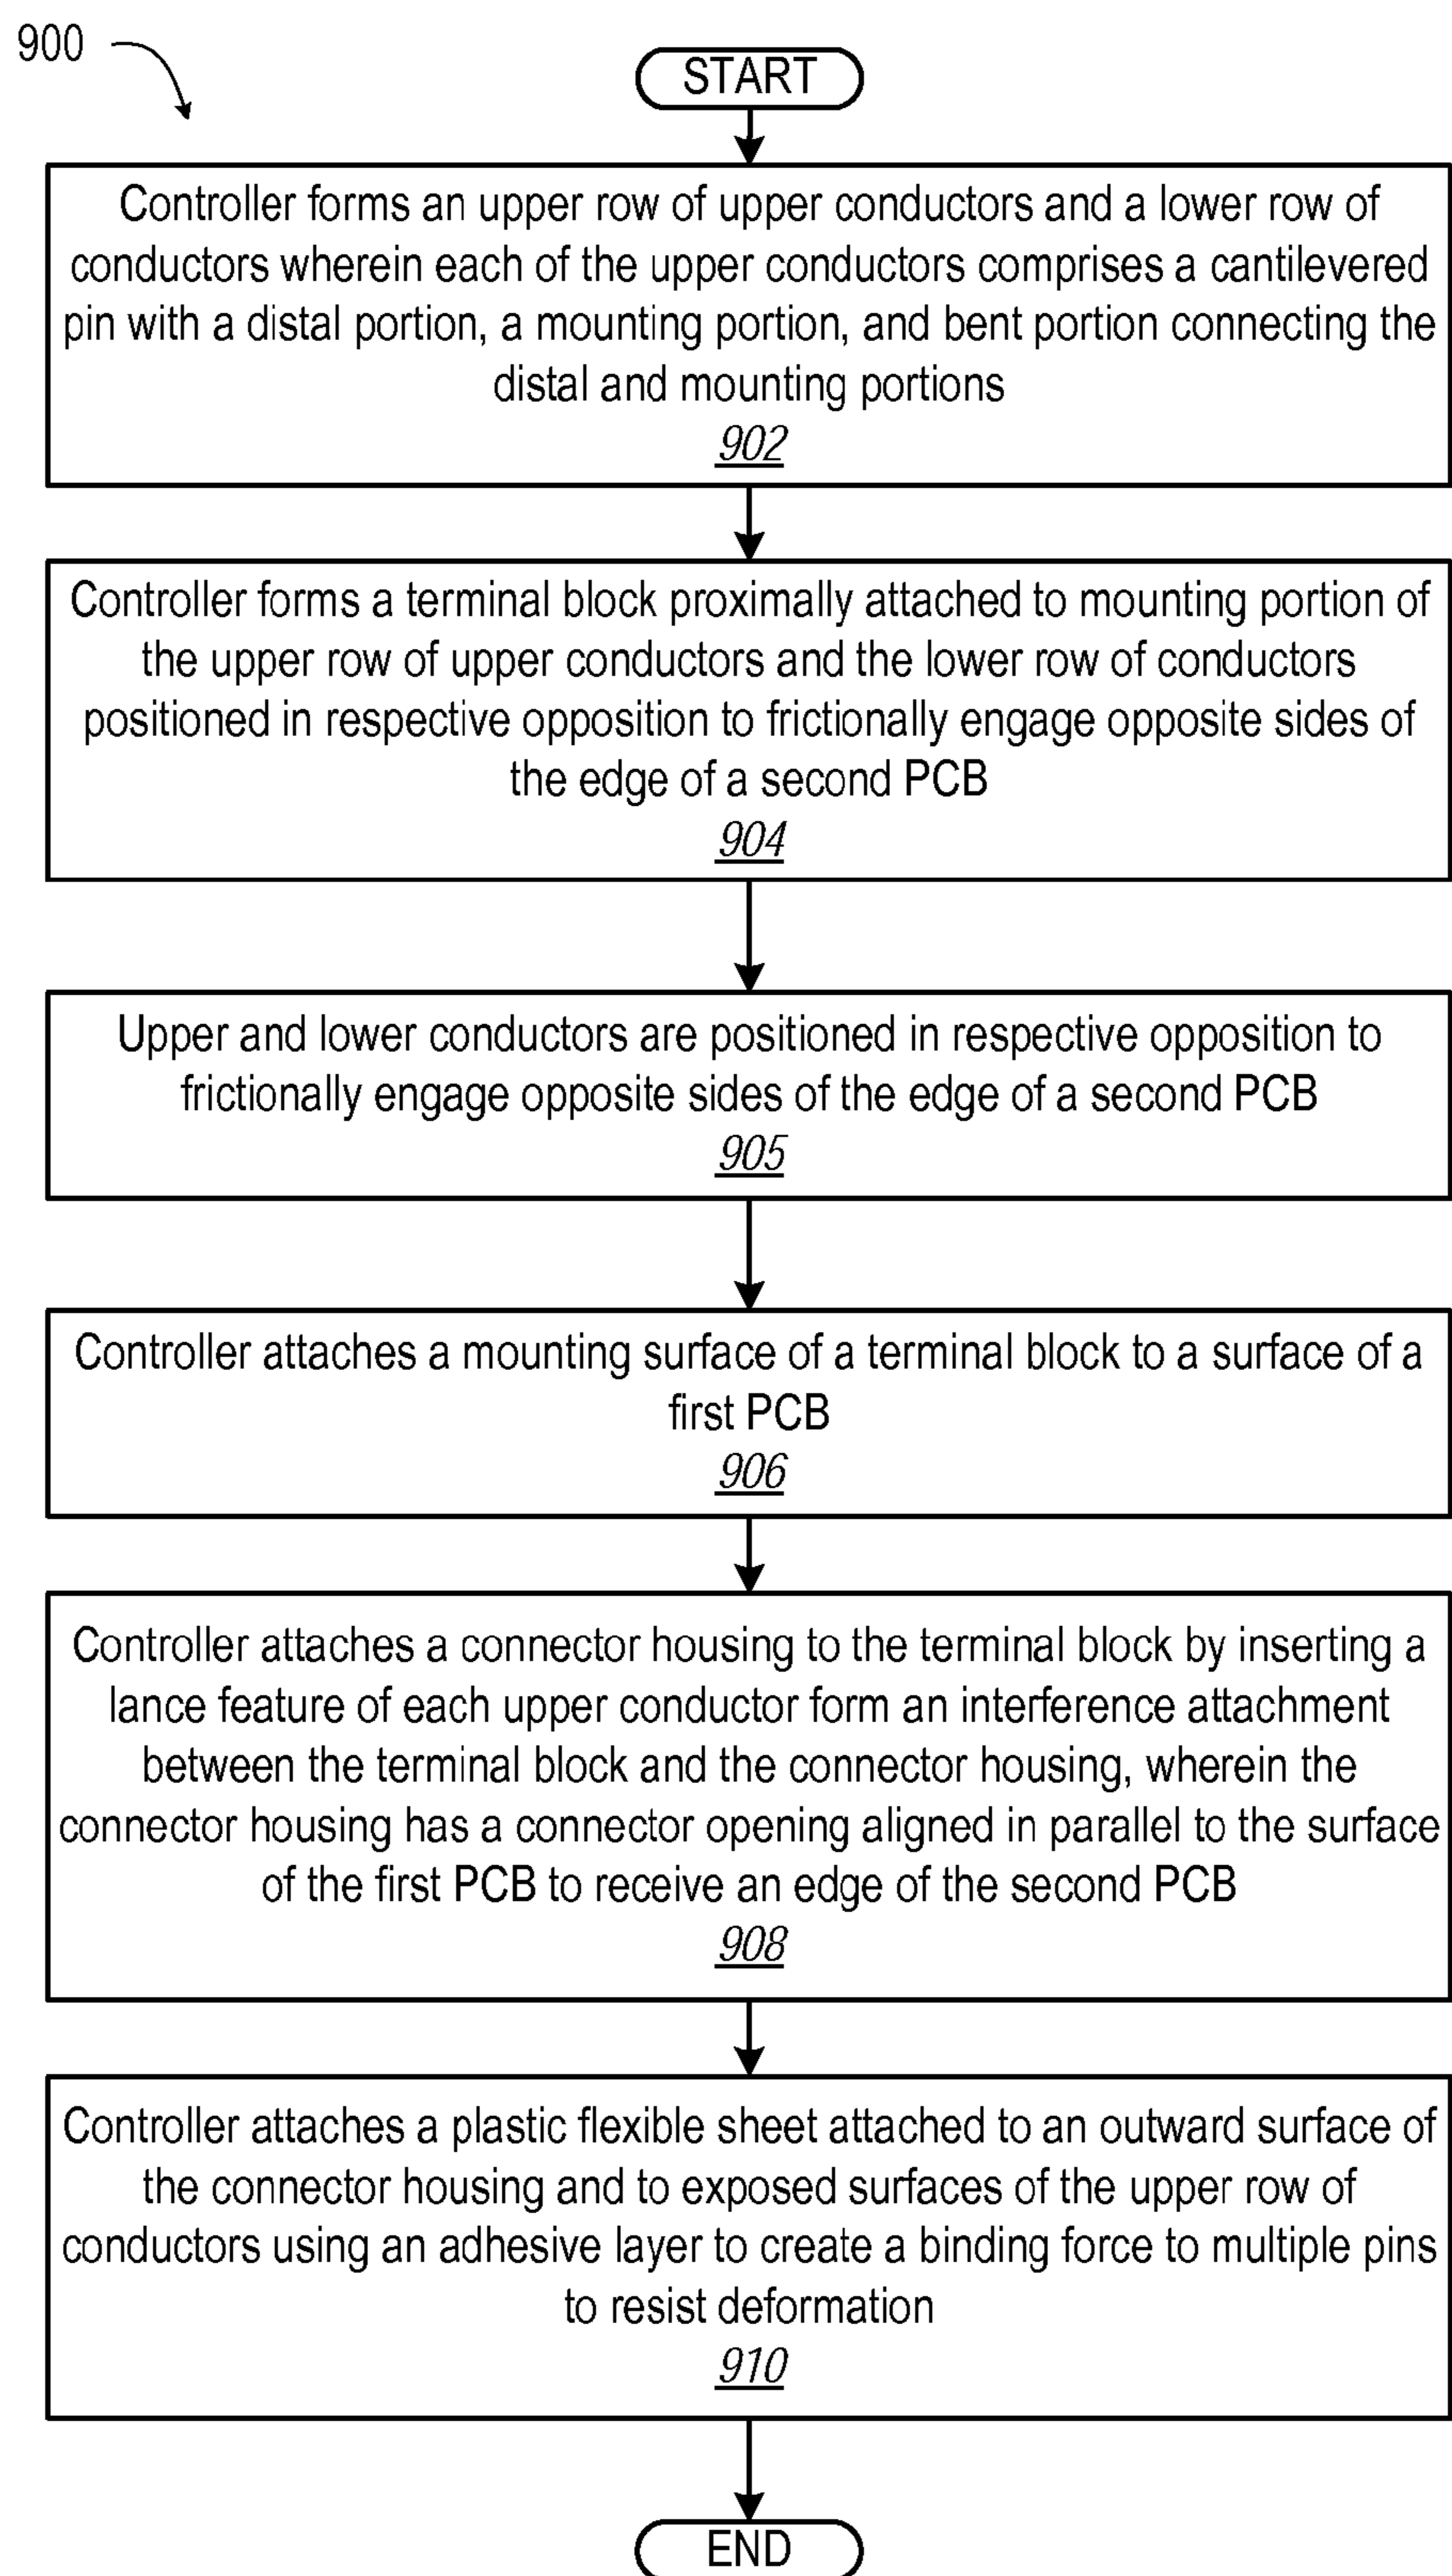 900
START
Controller forms an upper row of upper conductors and a lower row of
conductors wherein each of the upper conductors comprises a cantilevered
pin with a distal portion, a mounting portion, and bent portion connecting the
distal and mounting portions
902
Controller forms a terminal block proximally attached to mounting portion of
the upper row of upper conductors and the lower row of conductors
positioned in respective opposition to frictionally engage opposite sides of
the edge of a second PCB
904
Upper and lower conductors are positioned in respective opposition to
frictionally engage opposite sides of the edge of a second PCB
905
Controller attaches a mounting surface of a terminal block to a surface of a
first PCB
906
Controller attaches a connector housing to the terminal block by inserting a
lance feature of each upper conductor form an interference attachment
between the terminal block and the connector housing, wherein the
connector housing has a connector opening aligned in parallel to the surface
of the first PCB to receive an edge of the second PCB
908
Controller attaches a plastic flexible sheet attached to an outward surface of
the connector housing and to exposed surfaces of the upper row of
conductors using an adhesive layer to create a binding force to multiple pins
to resist deformation
910
END